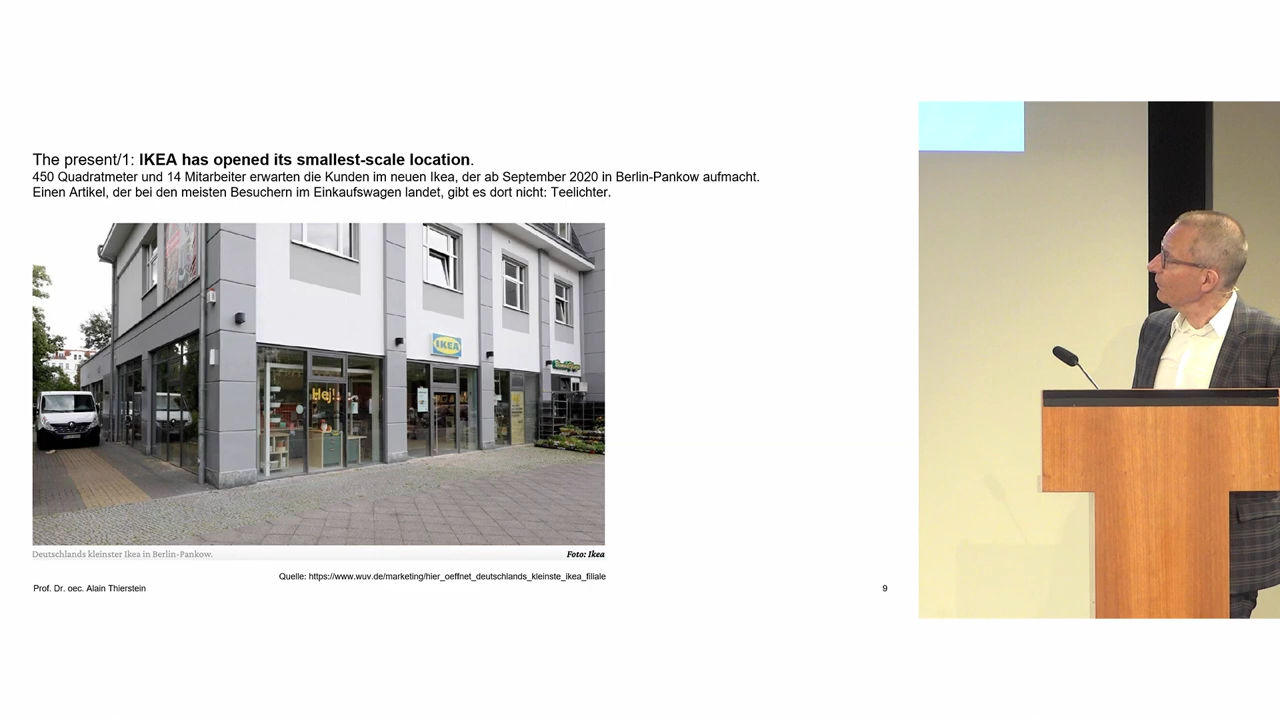 The present/1: IKEA has opened its smallest-scale location.
450 Quadratmeter und 14 Mitarbeiter erwarten die Kunden im neuen Ikea, der ab September 2020 in Berlin-Pankow aufmacht.
Einen Artikel, der bei den meisten Besuchern im Einkaufswagen landet, gibt es dort nicht: Teelichter.
IKEA
Hej!
Deutschlands kleinster Ikea in Berlin-Pankow.
Foto: Ikea
Quelle: https://www.wuv.de/marketing/hier_oeffnet_deutschlands_kleinste_ikea_filiale
Prof. Dr. oec. Alain Thierstein
9